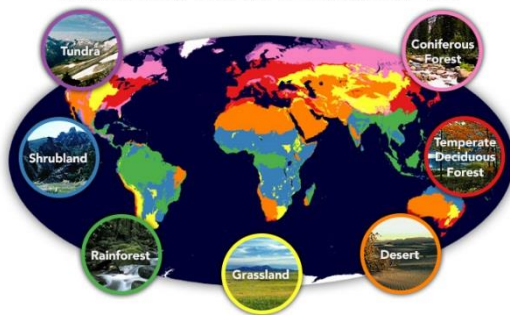 Tundra
Coniferous
Forest
Shrubland
Temperate
Deciduous
Forest
Rainforest
Grassland
Desert